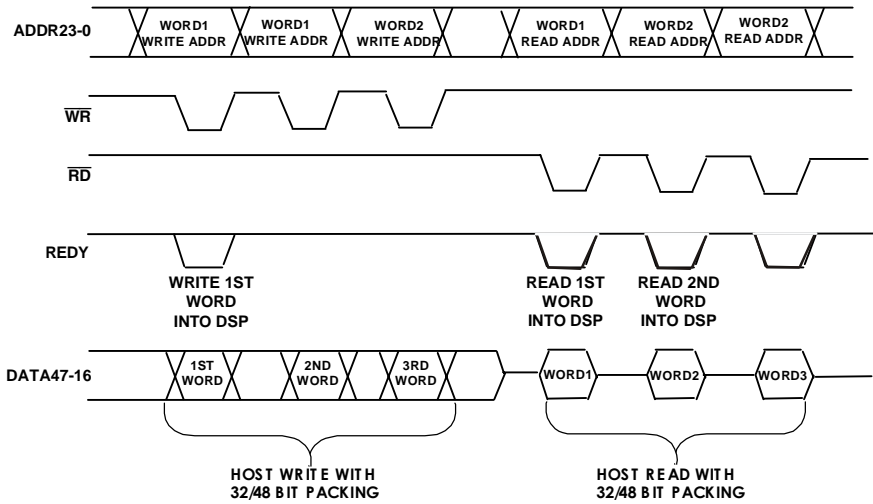 ADDR23-0
WORD1 WRITE ADDR
WORD1 WRITE ADDR
WORD2 WRITE ADDR
WORD1 READ ADDR
WORD2 READ ADDR
WORD2 READ ADDR
WR
RD
REDY
WRITE 1ST
WORD
INTO DSP
READ 1ST
WORD
INTO DSP
READ 2ND
WORD
INTO DSP
DATA47-16
1ST
WORD
2ND
WORD
3RD
WORD
WORD1
WORD2
WORD3
HOST WRITE WITH
32/48 BIT PACKING
HOST READ WITH
32/48 BIT PACKING